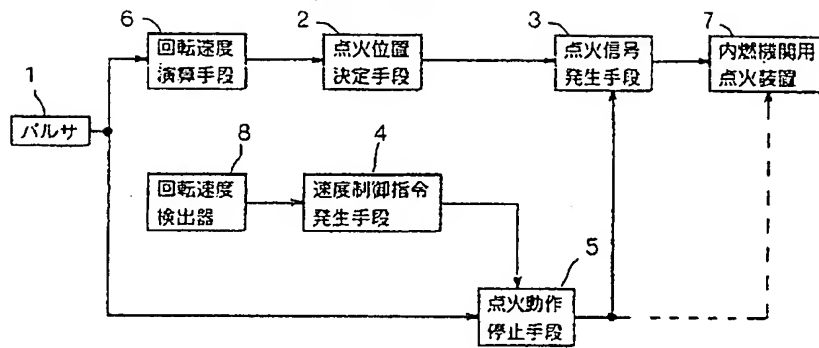 6
回転速度
演算手段
2
点火位置
決定手段
3
点火信号
発生手段
7
内燃機関用
点火装置
1
パルサ
8
回転速度
検出器
4
速度制御指令
発生手段
5
点火動作
停止手段